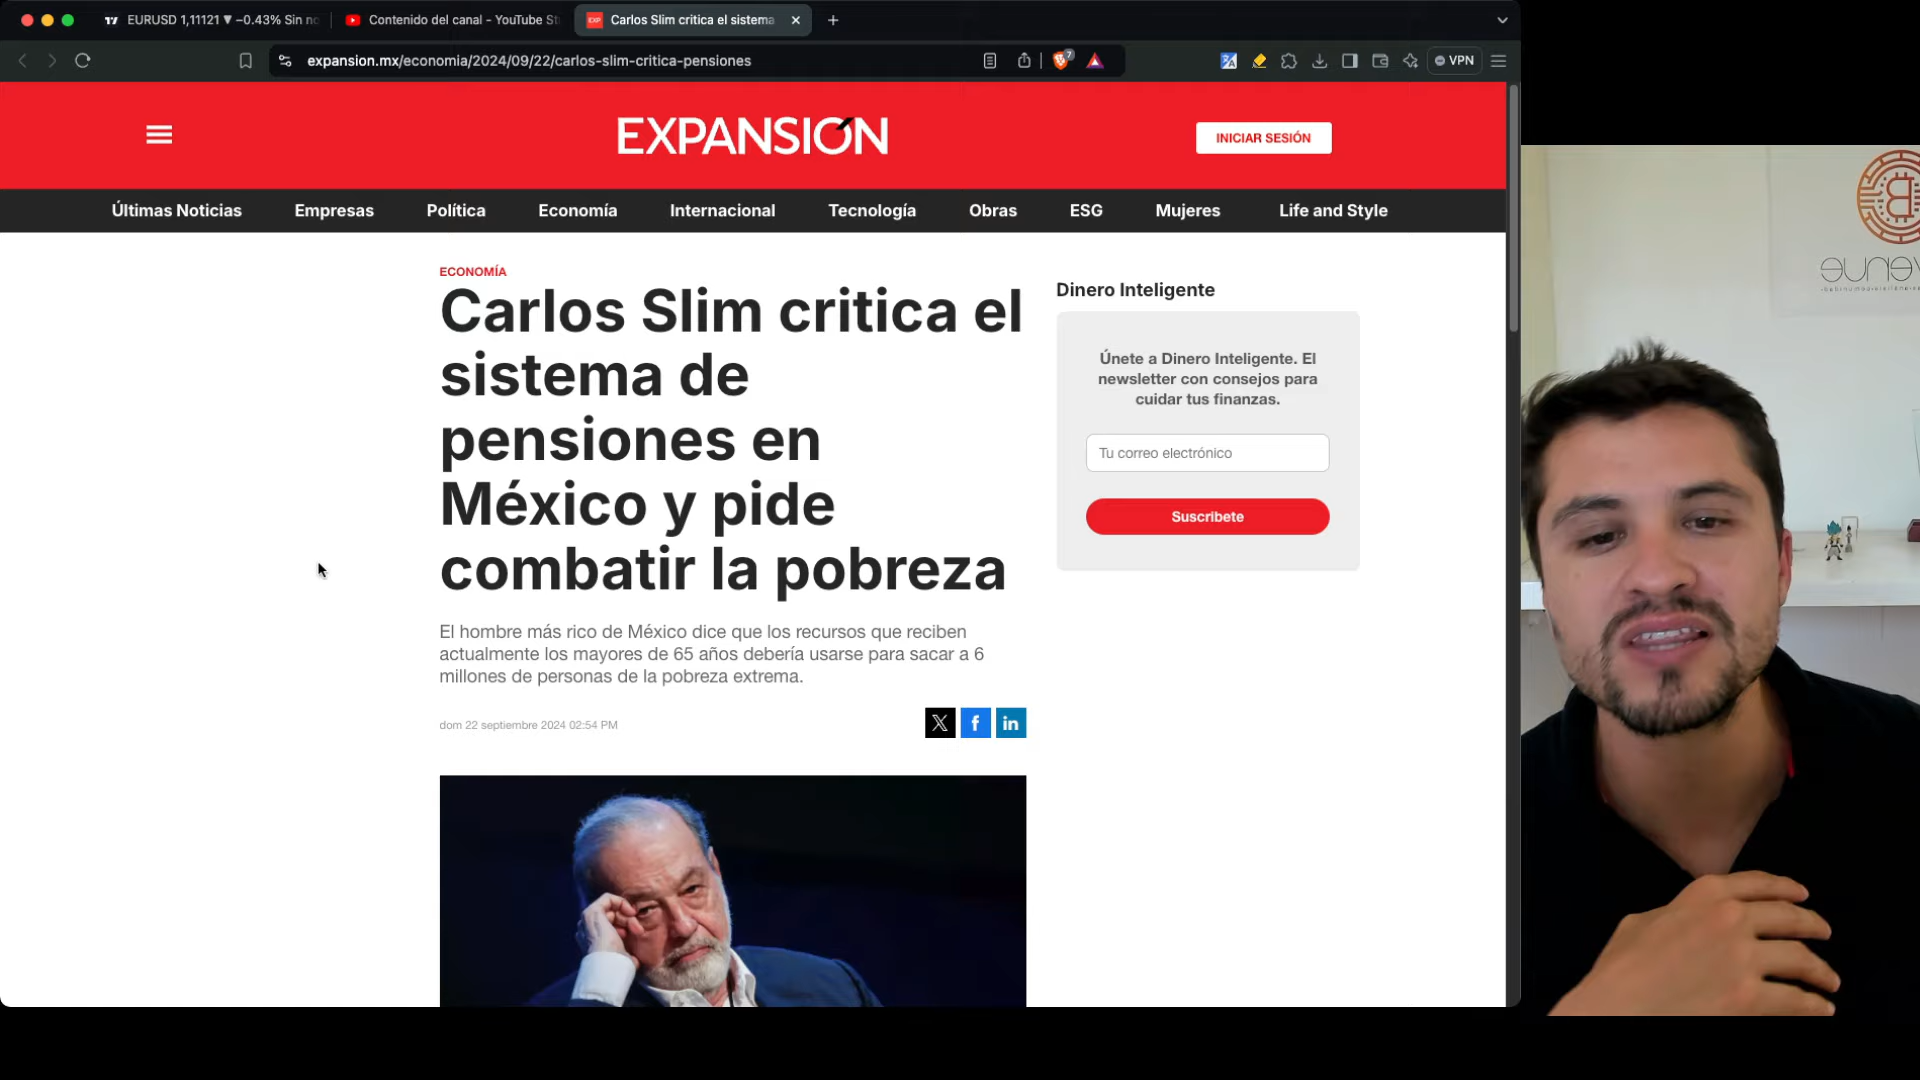 EURUSD 1,11121 ▼ −0.43% Sin no
Contenido del canal - YouTube St
Carlos Slim critica el sistema
expansion.mx/economia/2024/09/22/carlos-slim-critica-pensiones
7
VPN
EXPANSIÓN
INICIAR SESIÓN
Últimas Noticias
Empresas
Política
Economía
Internacional
Tecnología
Obras
ESG
Mujeres
Life and Style
ECONOMÍA
Carlos Slim critica el
sistema de
pensiones en
México y pide
combatir la pobreza
El hombre más rico de México dice que los recursos que reciben
actualmente los mayores de 65 años debería usarse para sacar a 6
millones de personas de la pobreza extrema.
dom 22 septiembre 2024 02:54 PM
Dinero Inteligente
Únete a Dinero Inteligente. El
newsletter con consejos para
cuidar tus finanzas.
Tu correo electrónico
Suscribete